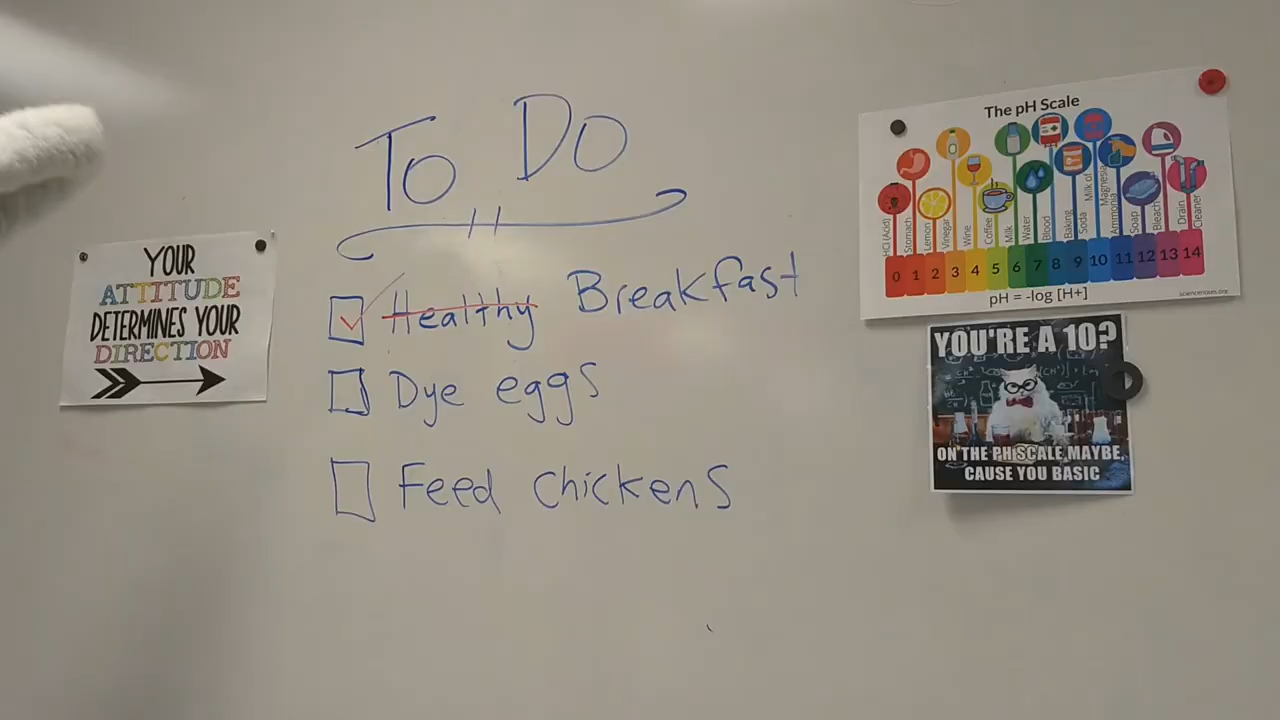 To Do
Healthy Breakfast
Dye eggs
Feed chickens
YOUR
ATTITUDE
DETERMINES YOUR
DIRECTION
The pH Scale
HCl (Acid)
Stomach
Lemon
Vinegar
Wine
Coffee
Milk
Water
Blood
Baking
Soda
Milk of
Magnesia
Ammonia
Soap
Bleach
Drain
Cleaner
0 1 2 3 4 5 6 7 8 9 10 11 12 13 14
pH = -log [H+]
YOU'RE A 10?
ON THE PH SCALE MAYBE,
CAUSE YOU BASIC